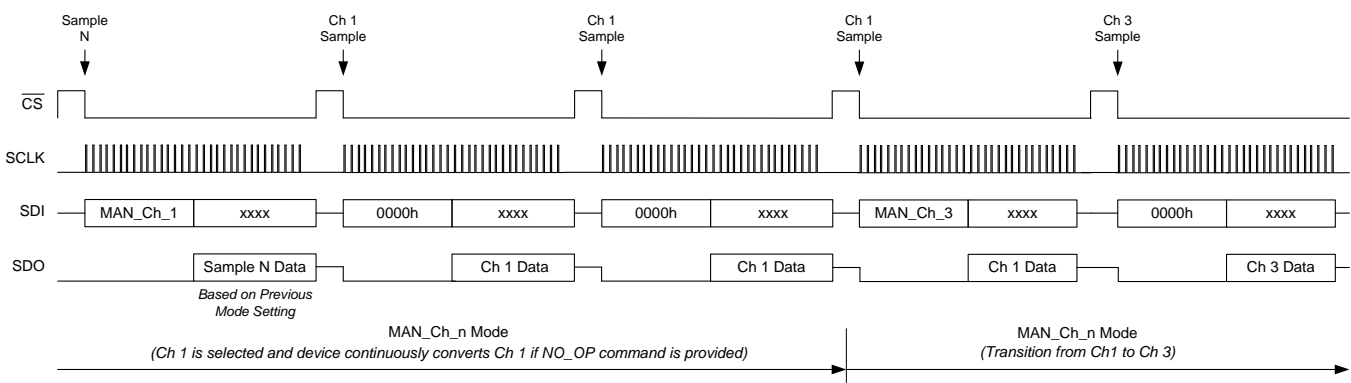 Sample
N
Ch 1
Sample
Ch 1
Sample
Ch 1
Sample
Ch 3
Sample
CS
SCLK
SDI
MAN_Ch_1
xxxx
0000h
xxxx
0000h
xxxx
MAN_Ch_3
xxxx
0000h
xxxx
SDO
Sample N Data
Ch 1 Data
Ch 1 Data
Ch 1 Data
Ch 3 Data
Based on Previous
Mode Setting
MAN_Ch_n Mode
(Ch 1 is selected and device continuously converts Ch 1 if NO_OP command is provided)
MAN_Ch_n Mode
(Transition from Ch1 to Ch 3)